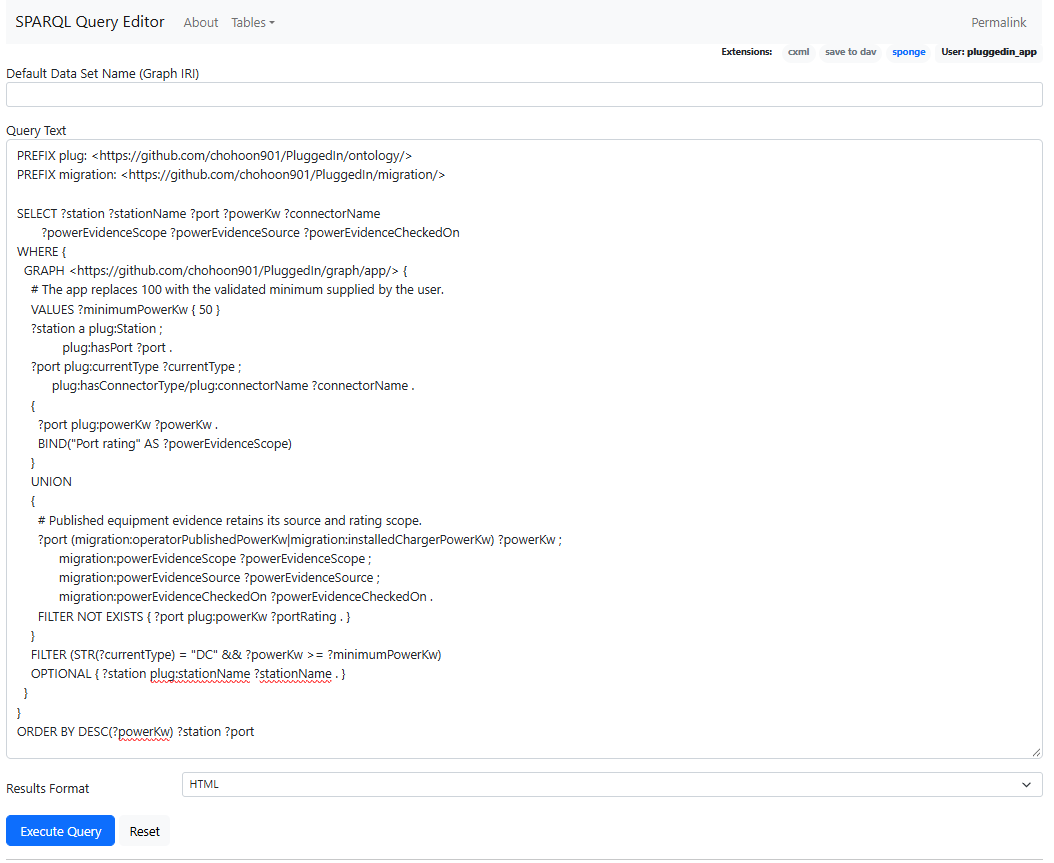 SPARQL Query Editor About Tables Permalink
Extensions: cxml save to dav sponge User: pluggedin_app
Default Data Set Name (Graph IRI)
Query Text
PREFIX plug: <https://github.com/chohoon901/PluggedIn/ontology/>
PREFIX migration: <https://github.com/chohoon901/PluggedIn/migration/>
SELECT ?station ?stationName ?port ?powerKw ?connectorName
?powerEvidenceScope ?powerEvidenceSource ?powerEvidenceCheckedOn
WHERE {
GRAPH <https://github.com/chohoon901/PluggedIn/graph/app/> {
# The app replaces 100 with the validated minimum supplied by the user.
VALUES ?minimumPowerKw { 50 }
?station a plug:Station ;
plug:hasPort ?port .
?port plug:currentType ?currentType ;
plug:hasConnectorType/plug:connectorName ?connectorName .
{
?port plug:powerKw ?powerKw .
BIND("Port rating" AS ?powerEvidenceScope)
}
UNION
{
# Published equipment evidence retains its source and rating scope.
?port (migration:operatorPublishedPowerKw|migration:installedChargerPowerKw) ?powerKw ;
migration:powerEvidenceScope ?powerEvidenceScope ;
migration:powerEvidenceSource ?powerEvidenceSource ;
migration:powerEvidenceCheckedOn ?powerEvidenceCheckedOn .
FILTER NOT EXISTS { ?port plug:powerKw ?portRating . }
}
FILTER (STR(?currentType) = "DC" && ?powerKw >= ?minimumPowerKw)
OPTIONAL { ?station plug:stationName ?stationName . }
}
}
ORDER BY DESC(?powerKw) ?station ?port
Results Format HTML
Execute Query Reset